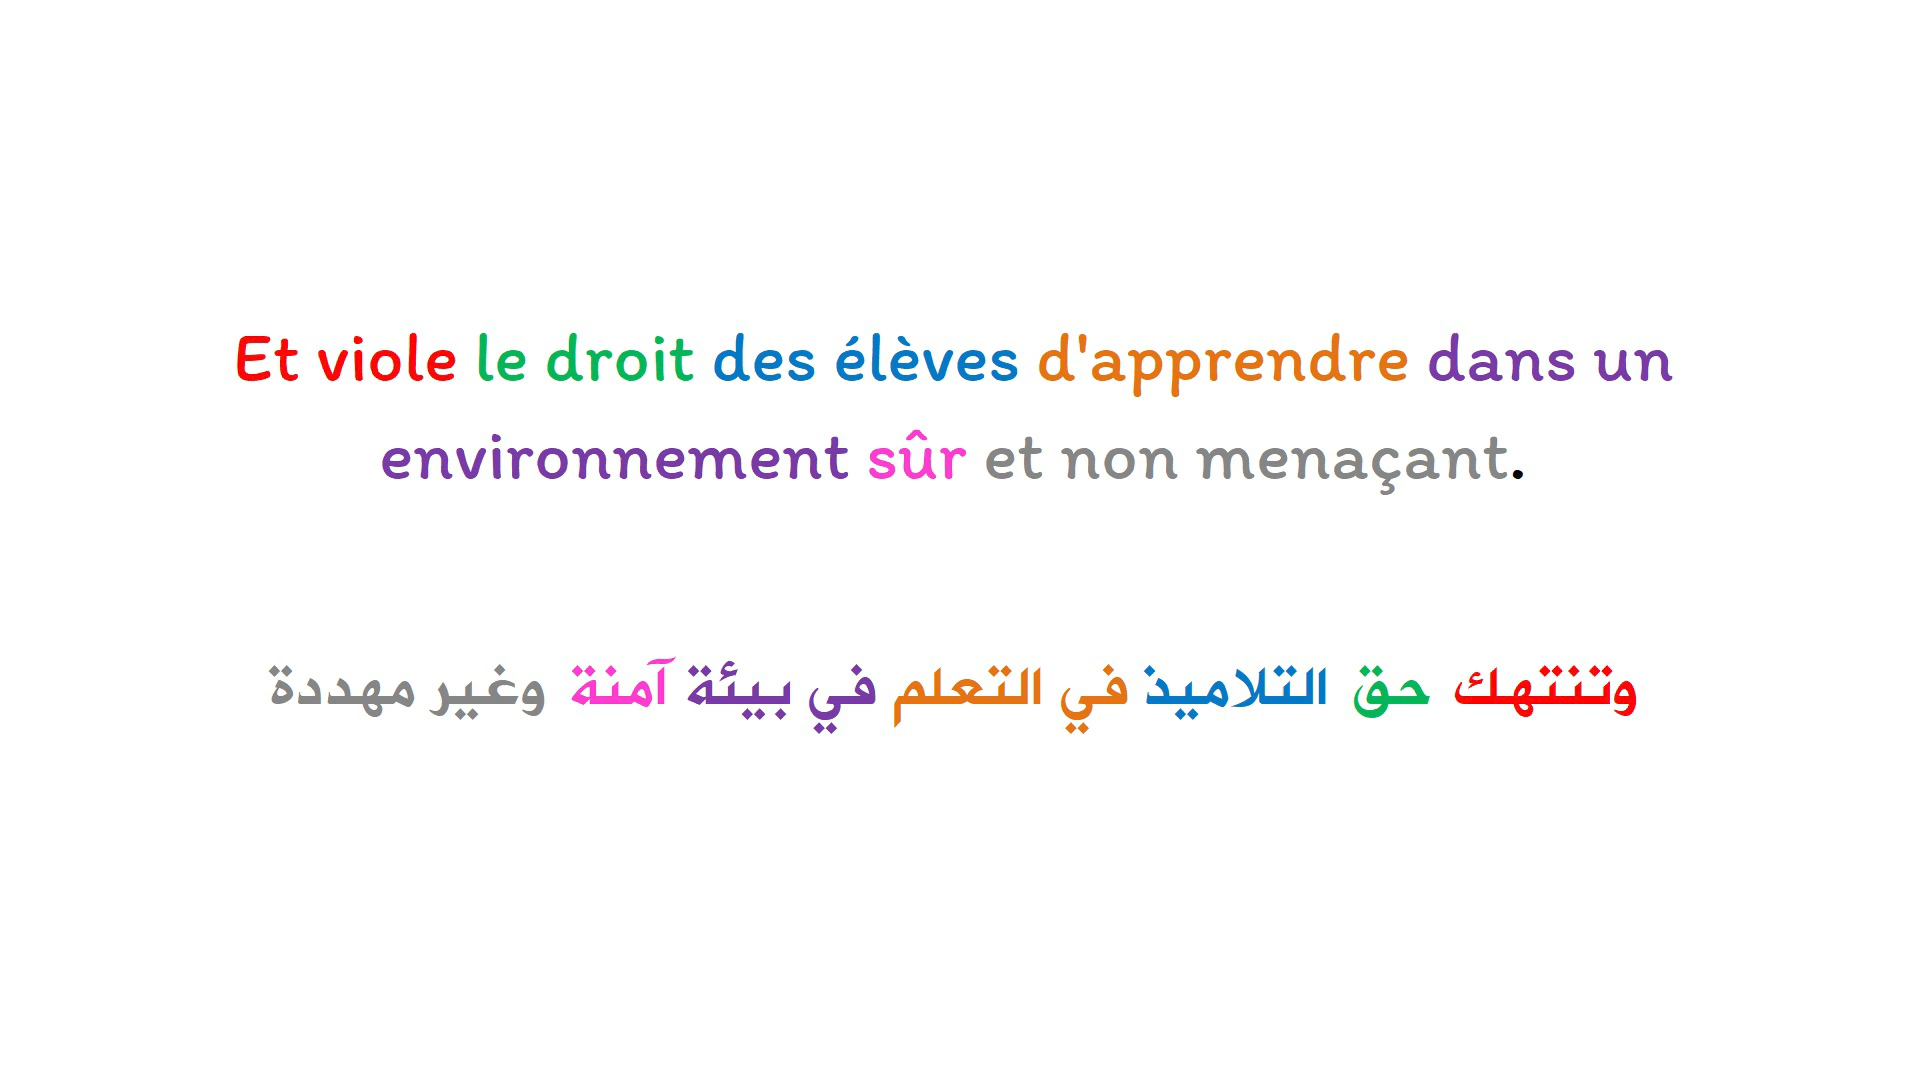 Et viole le droit des élèves d'apprendre dans un
environnement sûr et non menaçant.
وتنتهك حق التلاميذ في التعلم في بيئة آمنة وغير مهددة